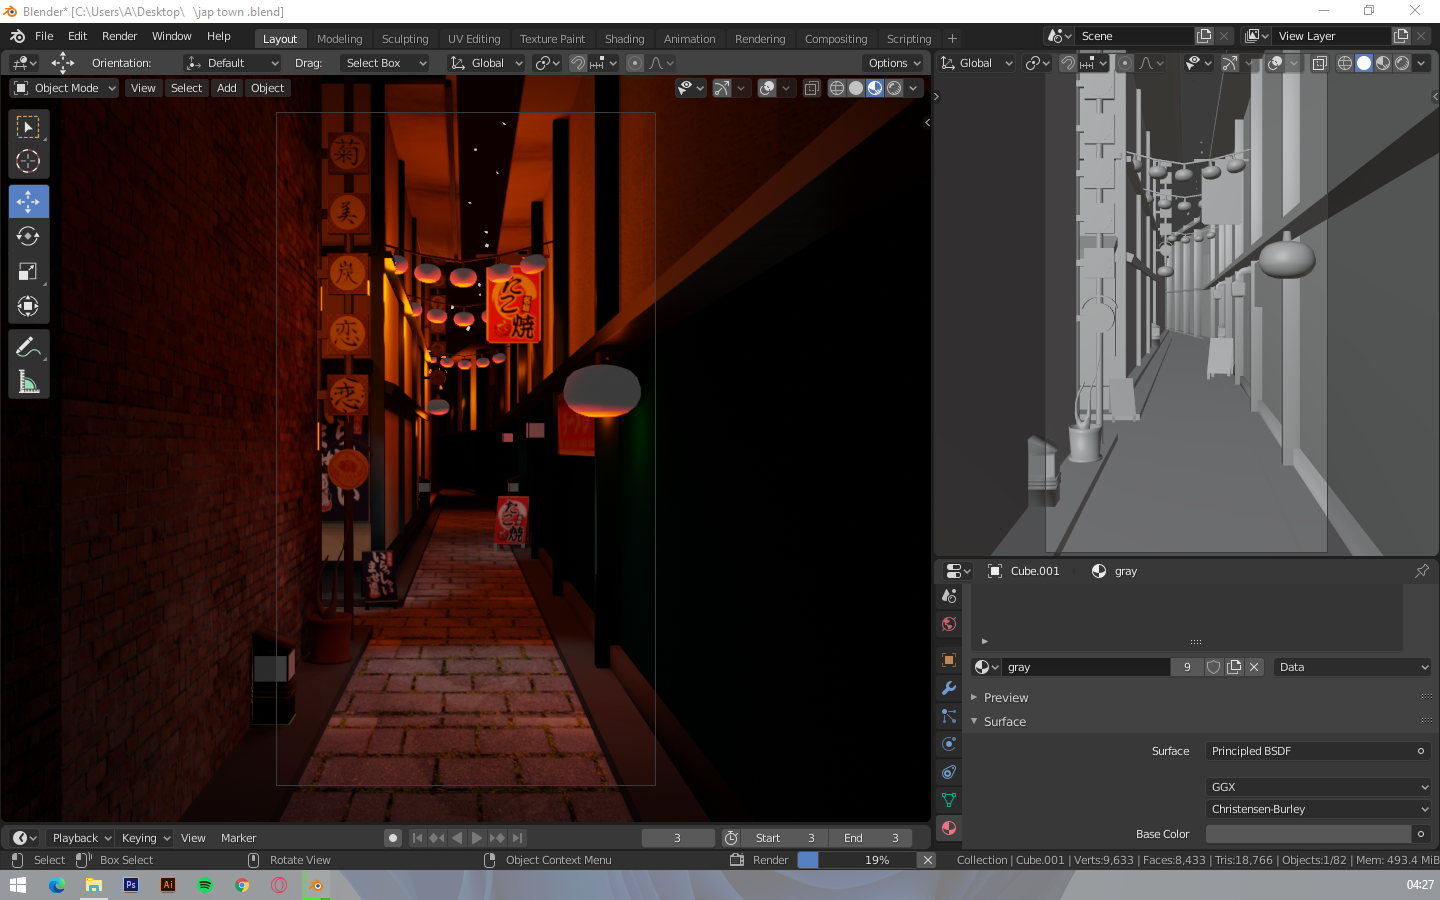 Blender* [C:\Users\A\Desktop\   \jap town .blend]
File Edit Render Window Help
Layout Modeling Sculpting UV Editing Texture Paint Shading Animation Rendering Compositing Scripting +
Scene
View Layer
Orientation: Default Drag: Select Box Global Options
Global
Object Mode View Select Add Object
菊
美
炭
恋
恋
たこ焼
たこ焼
Cube.001 gray
gray 9 Data
Preview
Surface
Surface Principled BSDF
GGX
Christensen-Burley
Base Color
Playback Keying View Marker 3 Start 3 End 3
Select Box Select Rotate View Object Context Menu Render 19% Collection | Cube.001 | Verts:9,633 | Faces:8,433 | Tris:18,766 | Objects:1/82 | Mem: 493.4 MiB
Ps Ai 04:27